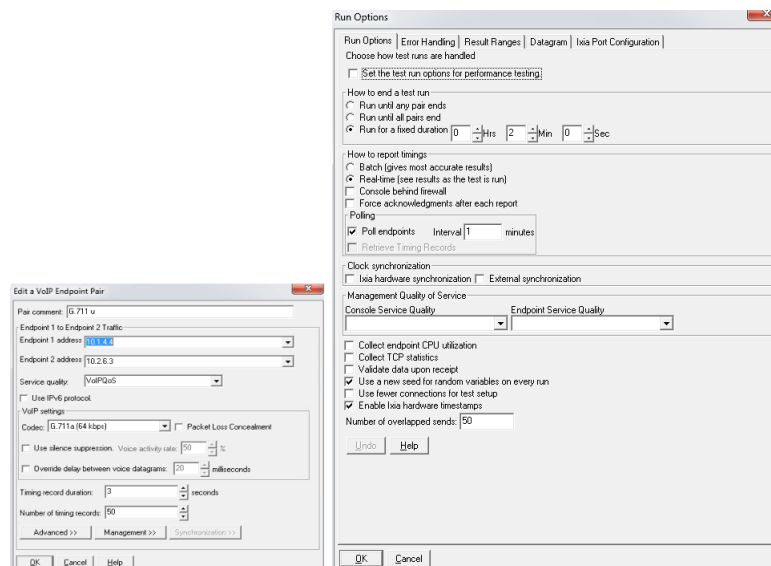 Edit a VoIP Endpoint Pair
Pair comment: G.711 u
Endpoint 1 to Endpoint 2 Traffic
Endpoint 1 address 10.1.4.4
Endpoint 2 address 10.2.6.3
Service quality: VoIPQoS
Use IPv6 protocol.
VoIP settings
Codec: G.711a (64 kbps) Packet Loss Concealment
Use silence suppression. Voice activity rate: 50 %
Override delay between voice datagrams: 20 milliseconds
Timing record duration: 3 seconds
Number of timing records: 50
Advanced >> Management >> Synchronization >>
OK Cancel Help
Run Options
Run Options Error Handling Result Ranges Datagram Ixia Port Configuration
Choose how test runs are handled
Set the test run options for performance testing.
How to end a test run
Run until any pair ends
Run until all pairs end
Run for a fixed duration 0 Hrs 2 Min 0 Sec
How to report timings
Batch (gives most accurate results)
Real-time (see results as the test is run)
Console behind firewall
Force acknowledgments after each report
Polling
Poll endpoints Interval 1 minutes
Retrieve Timing Records
Clock synchronization
Ixia hardware synchronization External synchronization
Management Quality of Service
Console Service Quality Endpoint Service Quality
Collect endpoint CPU utilization
Collect TCP statistics
Validate data upon receipt
Use a new seed for random variables on every run
Use fewer connections for test setup
Enable Ixia hardware timestamps
Number of overlapped sends: 50
Undo Help
OK Cancel